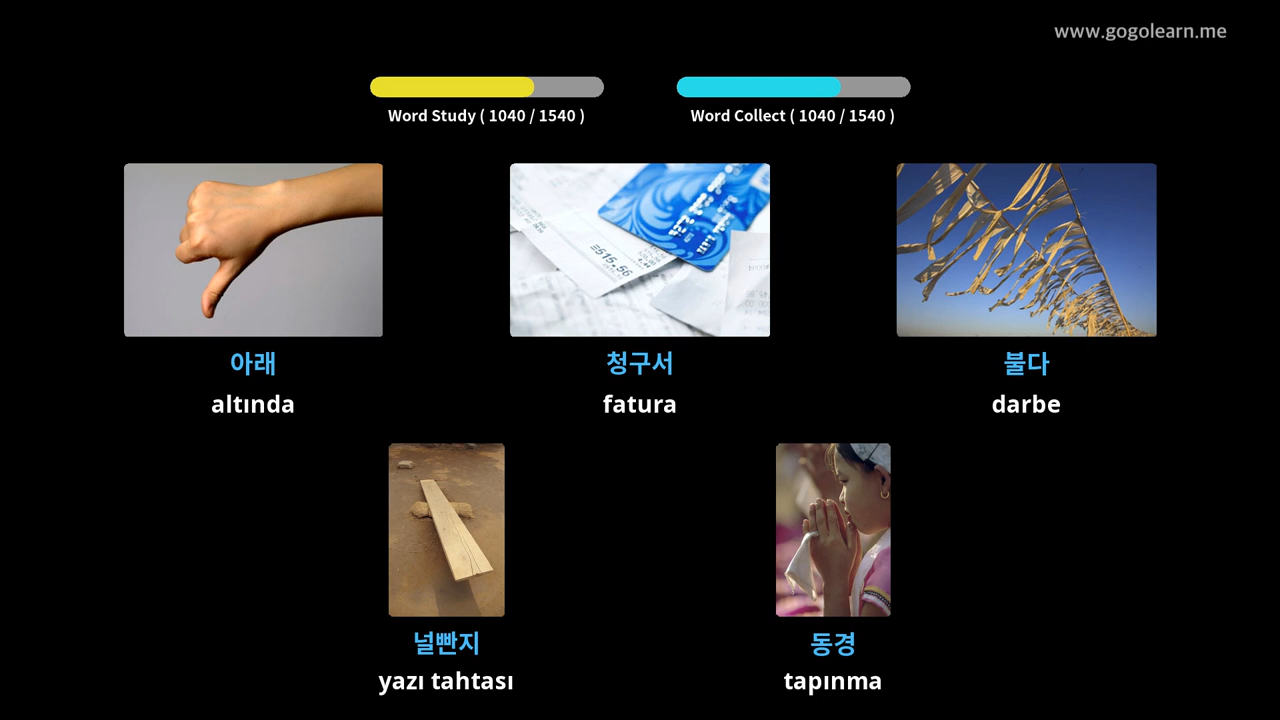 www.gogolearn.me
Word Study ( 1040 / 1540 )
Word Collect ( 1040 / 1540 )
아래
청구서
불다
altında
fatura
darbe
널빤지
동경
yazı tahtası
tapınma